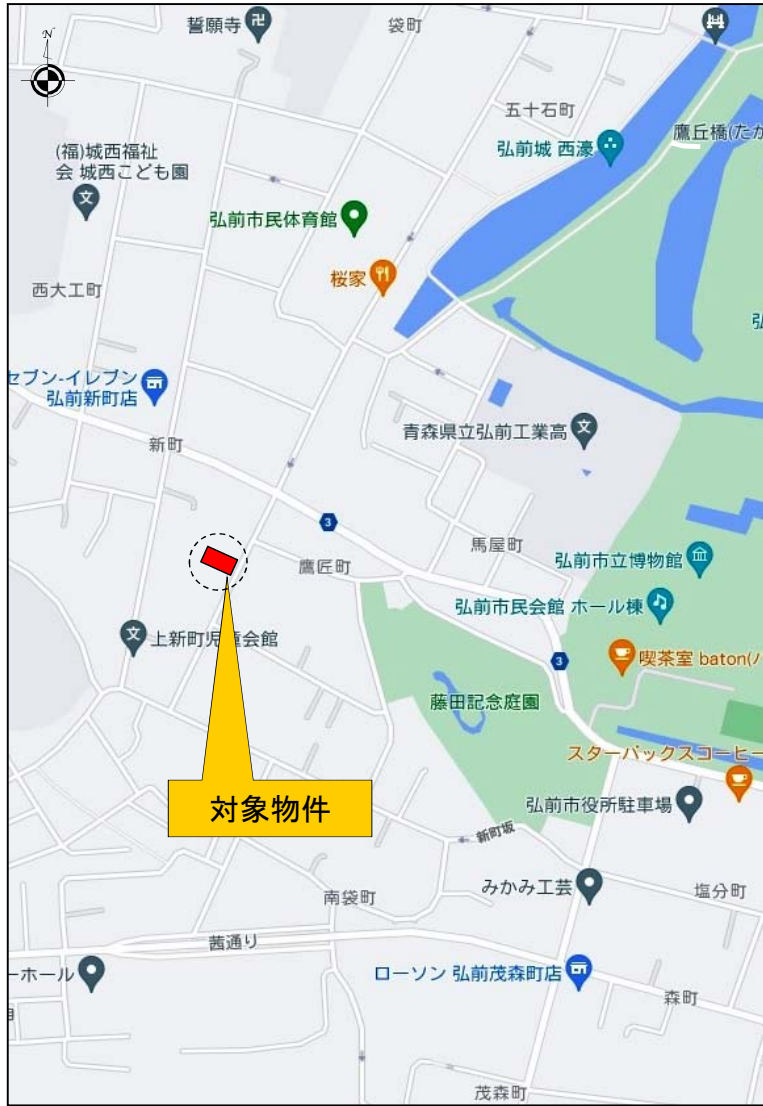 誓願寺
袋町
N
五十石町
弘前城 西濠
鷹丘橋(たか
(福)城西福祉
会 城西こども園
弘前市民体育館
桜家
西大工町
弘
セブン-イレブン
弘前新町店
青森県立弘前工業高
新町
3
馬屋町
弘前市立博物館
鷹匠町
弘前市民会館 ホール棟
上新町児童会館
喫茶室 baton(バ
3
藤田記念庭園
スターバックスコーヒー
対象物件
弘前市役所駐車場
新町坂
みかみ工芸
塩分町
南袋町
茜通り
ーホール
ローソン 弘前茂森町店
森町
茂森町